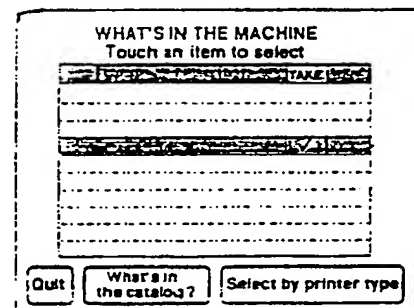 WHAT'S IN THE MACHINE
Touch an item to select
TAKE
Quit
What's in
the catalog?
Select by printer type